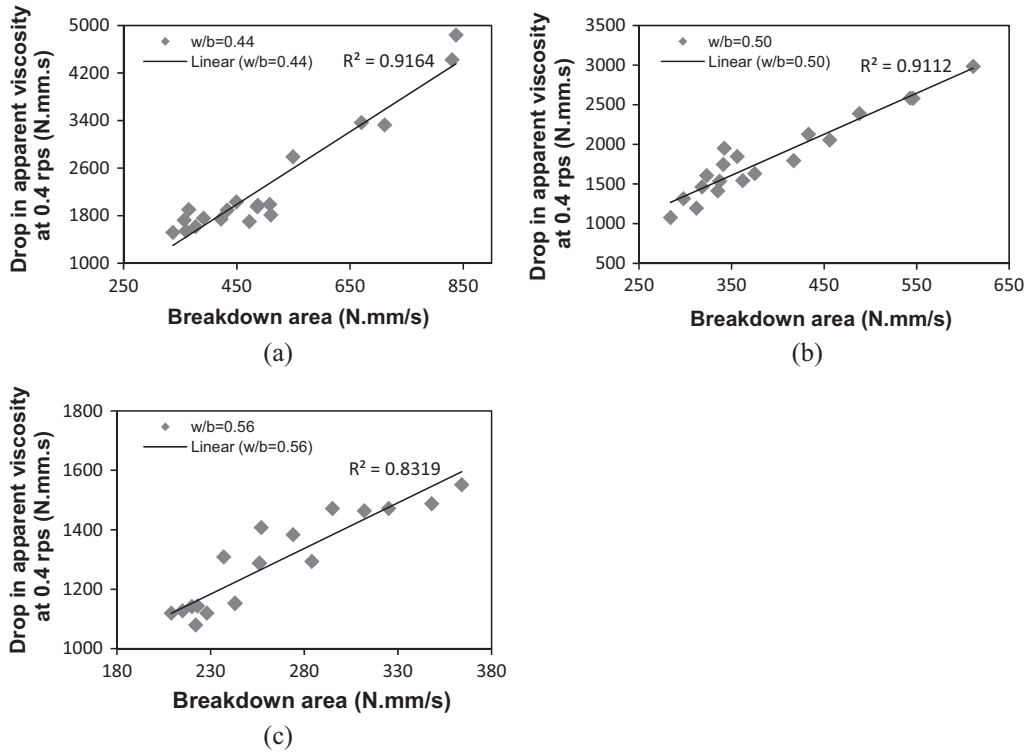 (a)
Drop in apparent viscosity
at 0.4 rps (N.mm.s)
5000
4200
3400
2600
1800
1000
w/b=0.44
Linear (w/b=0.44)
R² = 0.9164
250
450
650
850
Breakdown area (N.mm/s)
(a)
(b)
Drop in apparent viscosity
at 0.4 rps (N.mm.s)
3500
3000
2500
2000
1500
1000
500
w/b=0.50
Linear (w/b=0.50)
R² = 0.9112
250
350
450
550
650
Breakdown area (N.mm/s)
(b)
(c)
Drop in apparent viscosity
at 0.4 rps (N.mm.s)
1800
1600
1400
1200
1000
w/b=0.56
Linear (w/b=0.56)
R² = 0.8319
180
230
280
330
380
Breakdown area (N.mm/s)
(c)